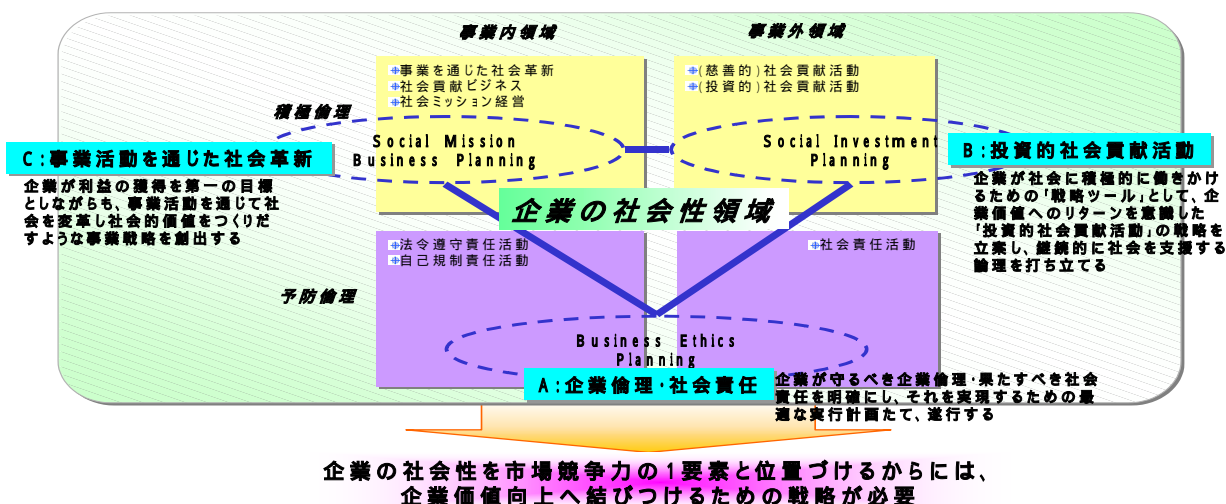 事業内領域
事業外領域
事業を通じた社会革新
社会貢献ビジネス
社会ミッション経営
(慈善的)社会貢献活動
(投資的)社会貢献活動
積極倫理
Social Mission
Business Planning
Social Investment
Planning
C:事業活動を通じた社会革新
企業が利益の獲得を第一の目標
としながらも、事業活動を通じて社
会を変革し社会的価値をつくりだ
すような事業戦略を創出する
B:投資的社会貢献活動
企業が社会に積極的に働きかけ
るための「戦略ツール」として、企
業価値へのリターンを意識した
「投資的社会貢献活動」の戦略を
立案し、継続的に社会を支援する
論理を打ち立てる
企業の社会性領域
法令遵守責任活動
自己規制責任活動
社会責任活動
予防倫理
Business Ethics
Planning
A:企業倫理・社会責任
企業が守るべき企業倫理・果たすべき社会
責任を明確にし、それを実現するための最
適な実行計画たて、遂行する
企業の社会性を市場競争力の1要素と位置づけるからには、
企業価値向上へ結びつけるための戦略が必要